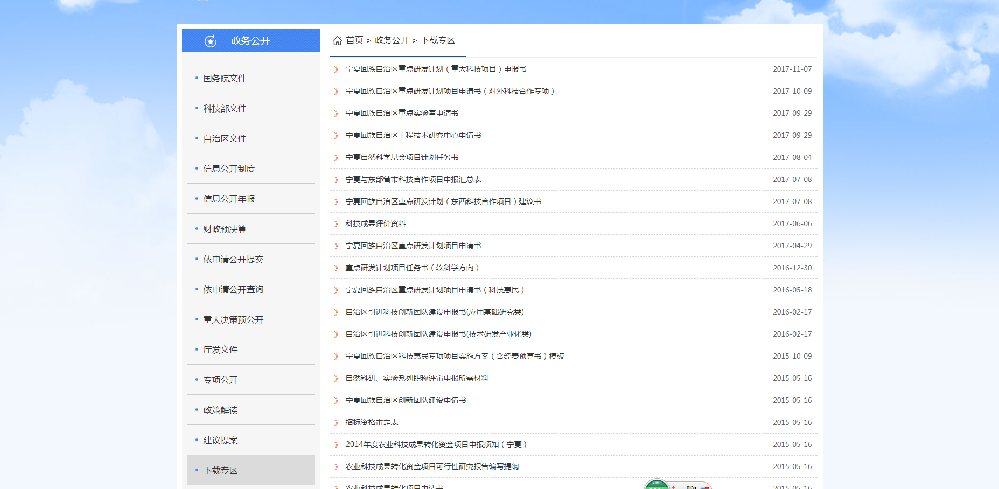 政务公开
国务院文件
科技部文件
自治区文件
信息公开制度
信息公开年报
财政预决算
依申请公开提交
依申请公开查询
重大决策预公开
厅发文件
专项公开
政策解读
建议提案
下载专区
首页 > 政务公开 > 下载专区
宁夏回族自治区重点研发计划（重大科技项目）申报书 2017-11-07
宁夏回族自治区重点研发计划项目申请书（对外科技合作专项） 2017-10-09
宁夏回族自治区重点实验室申请书 2017-09-29
宁夏回族自治区工程技术研究中心申请书 2017-09-29
宁夏自然科学基金项目计划任务书 2017-08-04
宁夏与东部省市科技合作项目申报汇总表 2017-07-08
宁夏回族自治区重点研发计划（东西科技合作项目）建议书 2017-07-08
科技成果评价资料 2017-06-06
宁夏回族自治区重点研发计划项目申请书 2017-04-29
重点研发计划项目任务书（软科学方向） 2016-12-30
宁夏回族自治区重点研发计划项目申请书（科技惠民） 2016-05-18
自治区引进科技创新团队建设申报书(应用基础研究类) 2016-02-17
自治区引进科技创新团队建设申报书(技术研发产业化类) 2016-02-17
宁夏回族自治区科技惠民专项项目实施方案（含经费预算书）模板 2015-10-09
自然科研、实验系列职称评审申报所需材料 2015-05-16
宁夏回族自治区创新团队建设申请书 2015-05-16
招标资格审定表 2015-05-16
2014年度农业科技成果转化资金项目申报须知（宁夏） 2015-05-16
农业科技成果转化资金项目可行性研究报告编写提纲 2015-05-16
农业科技成果转化项目申请书 2015-05-16
0K/s